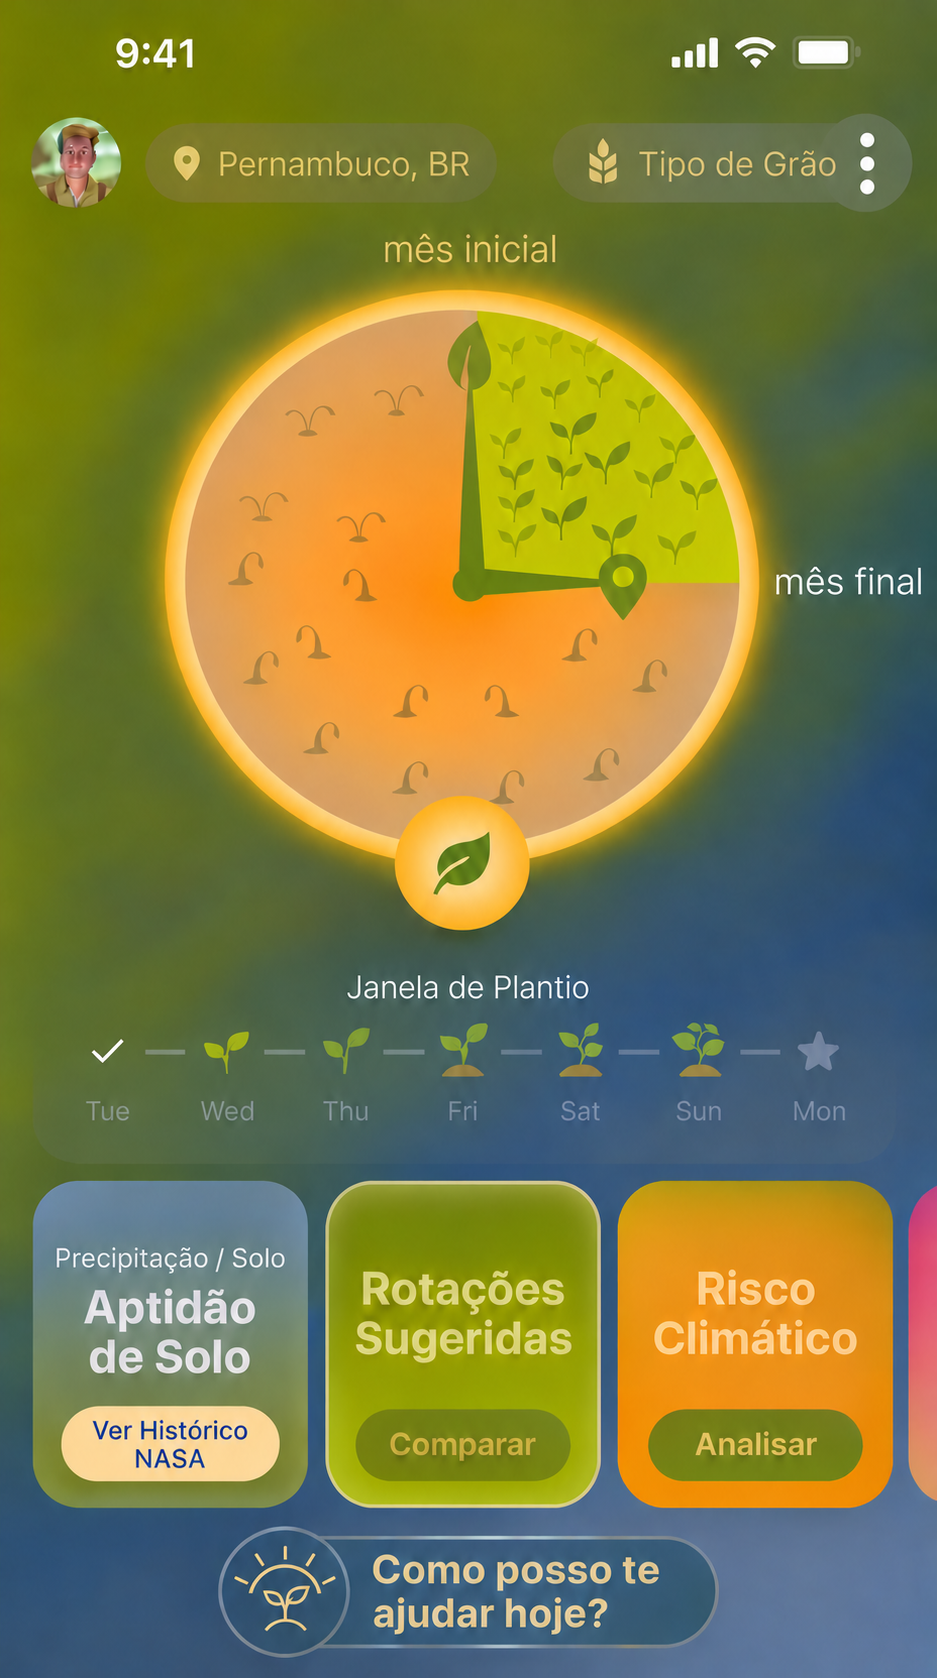 9:41
Pernambuco, BR
Tipo de Grão
mês inicial
mês final
Janela de Plantio
Tue
Wed
Thu
Fri
Sat
Sun
Mon
Precipitação / Solo
Aptidão
de Solo
Ver Histórico
NASA
Rotações
Sugeridas
Comparar
Risco
Climático
Analisar
Como posso te
ajudar hoje?